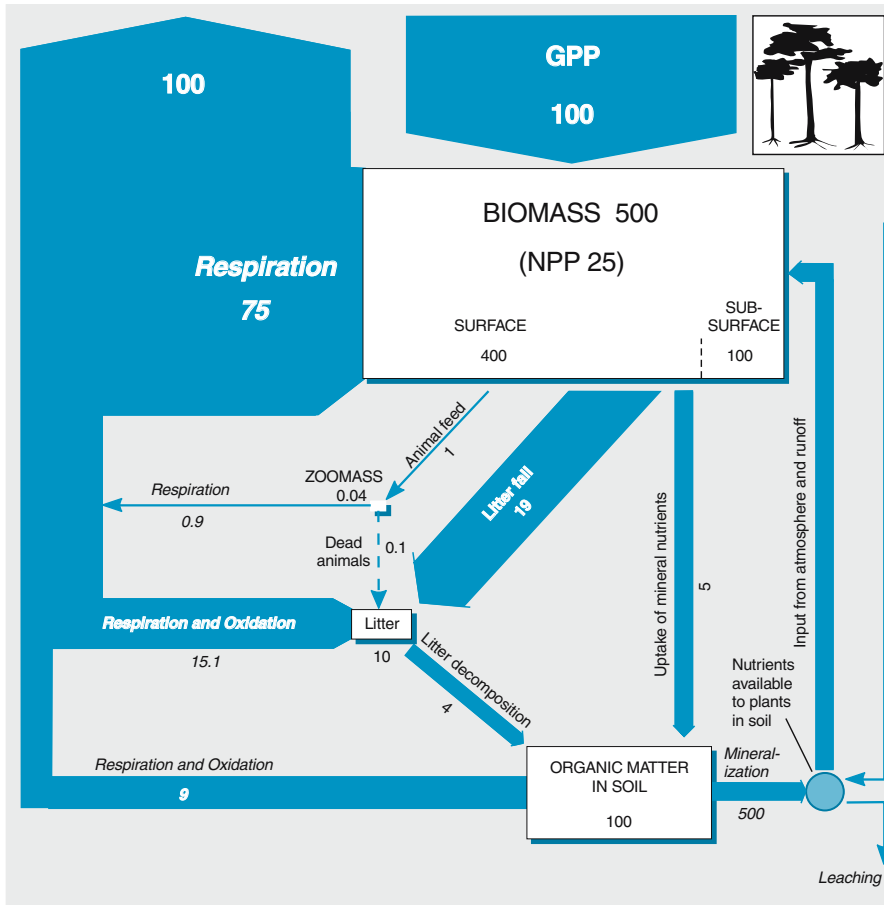 100
GPP
100
BIOMASS 500
(NPP 25)
Respiration
75
SURFACE
400
SUB-
SURFACE
100
Animal feed
1
ZOOMASS
0.04
Respiration
0.9
Dead
animals
0.1
Litter fall
19
Uptake of mineral nutrients
5
Input from atmosphere and runoff
Respiration and Oxidation
15.1
Litter
10
Litter decomposition
4
Nutrients
available
to plants
in soil
Respiration and Oxidation
9
ORGANIC MATTER
IN SOIL
100
Mineral-
ization
500
Leaching